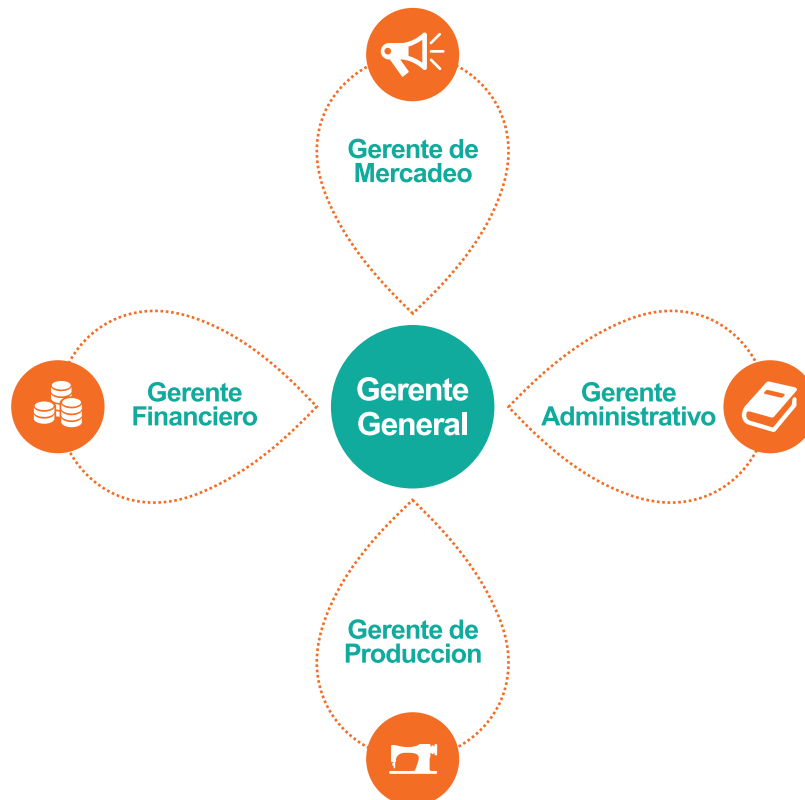 Gerente de
Mercadeo
Gerente
Financiero
Gerente
General
Gerente
Administrativo
Gerente de
Produccion